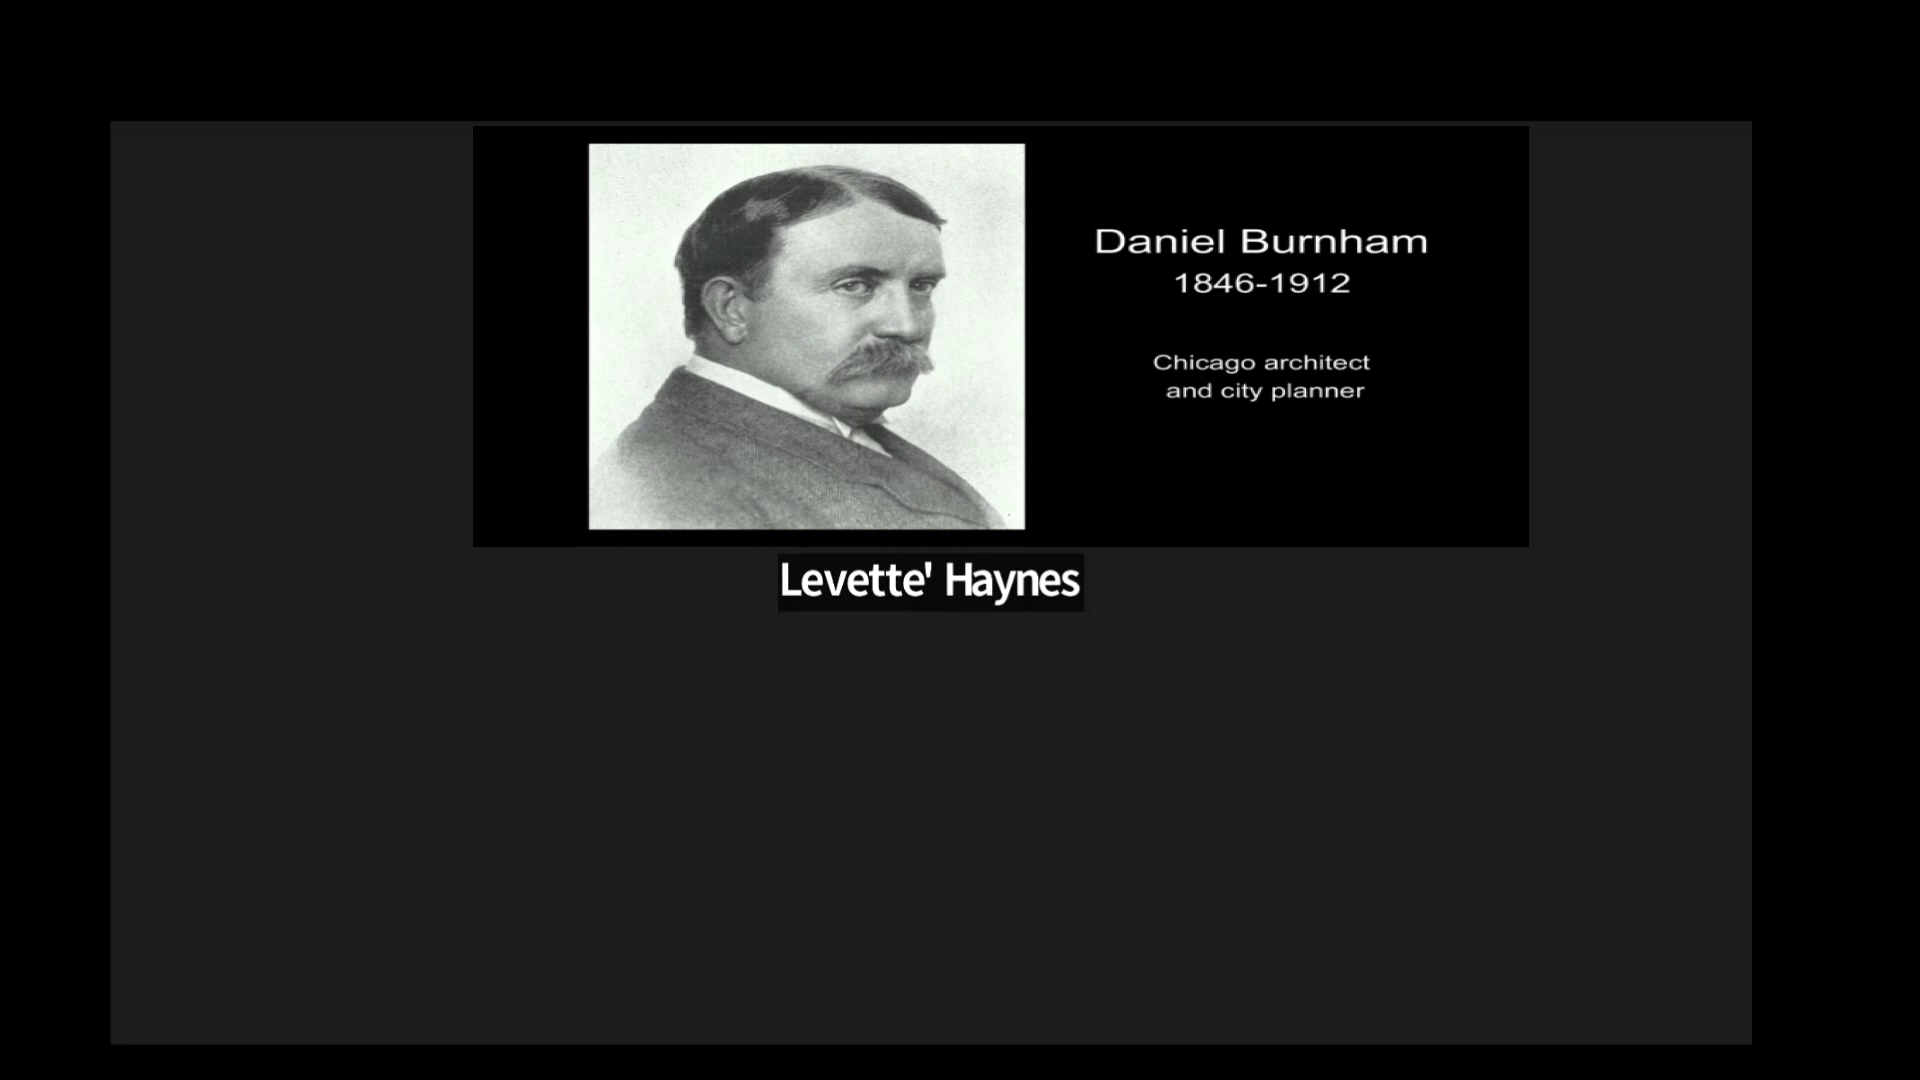 Daniel Burnham
1846-1912
Chicago architect
and city planner
Levette' Haynes